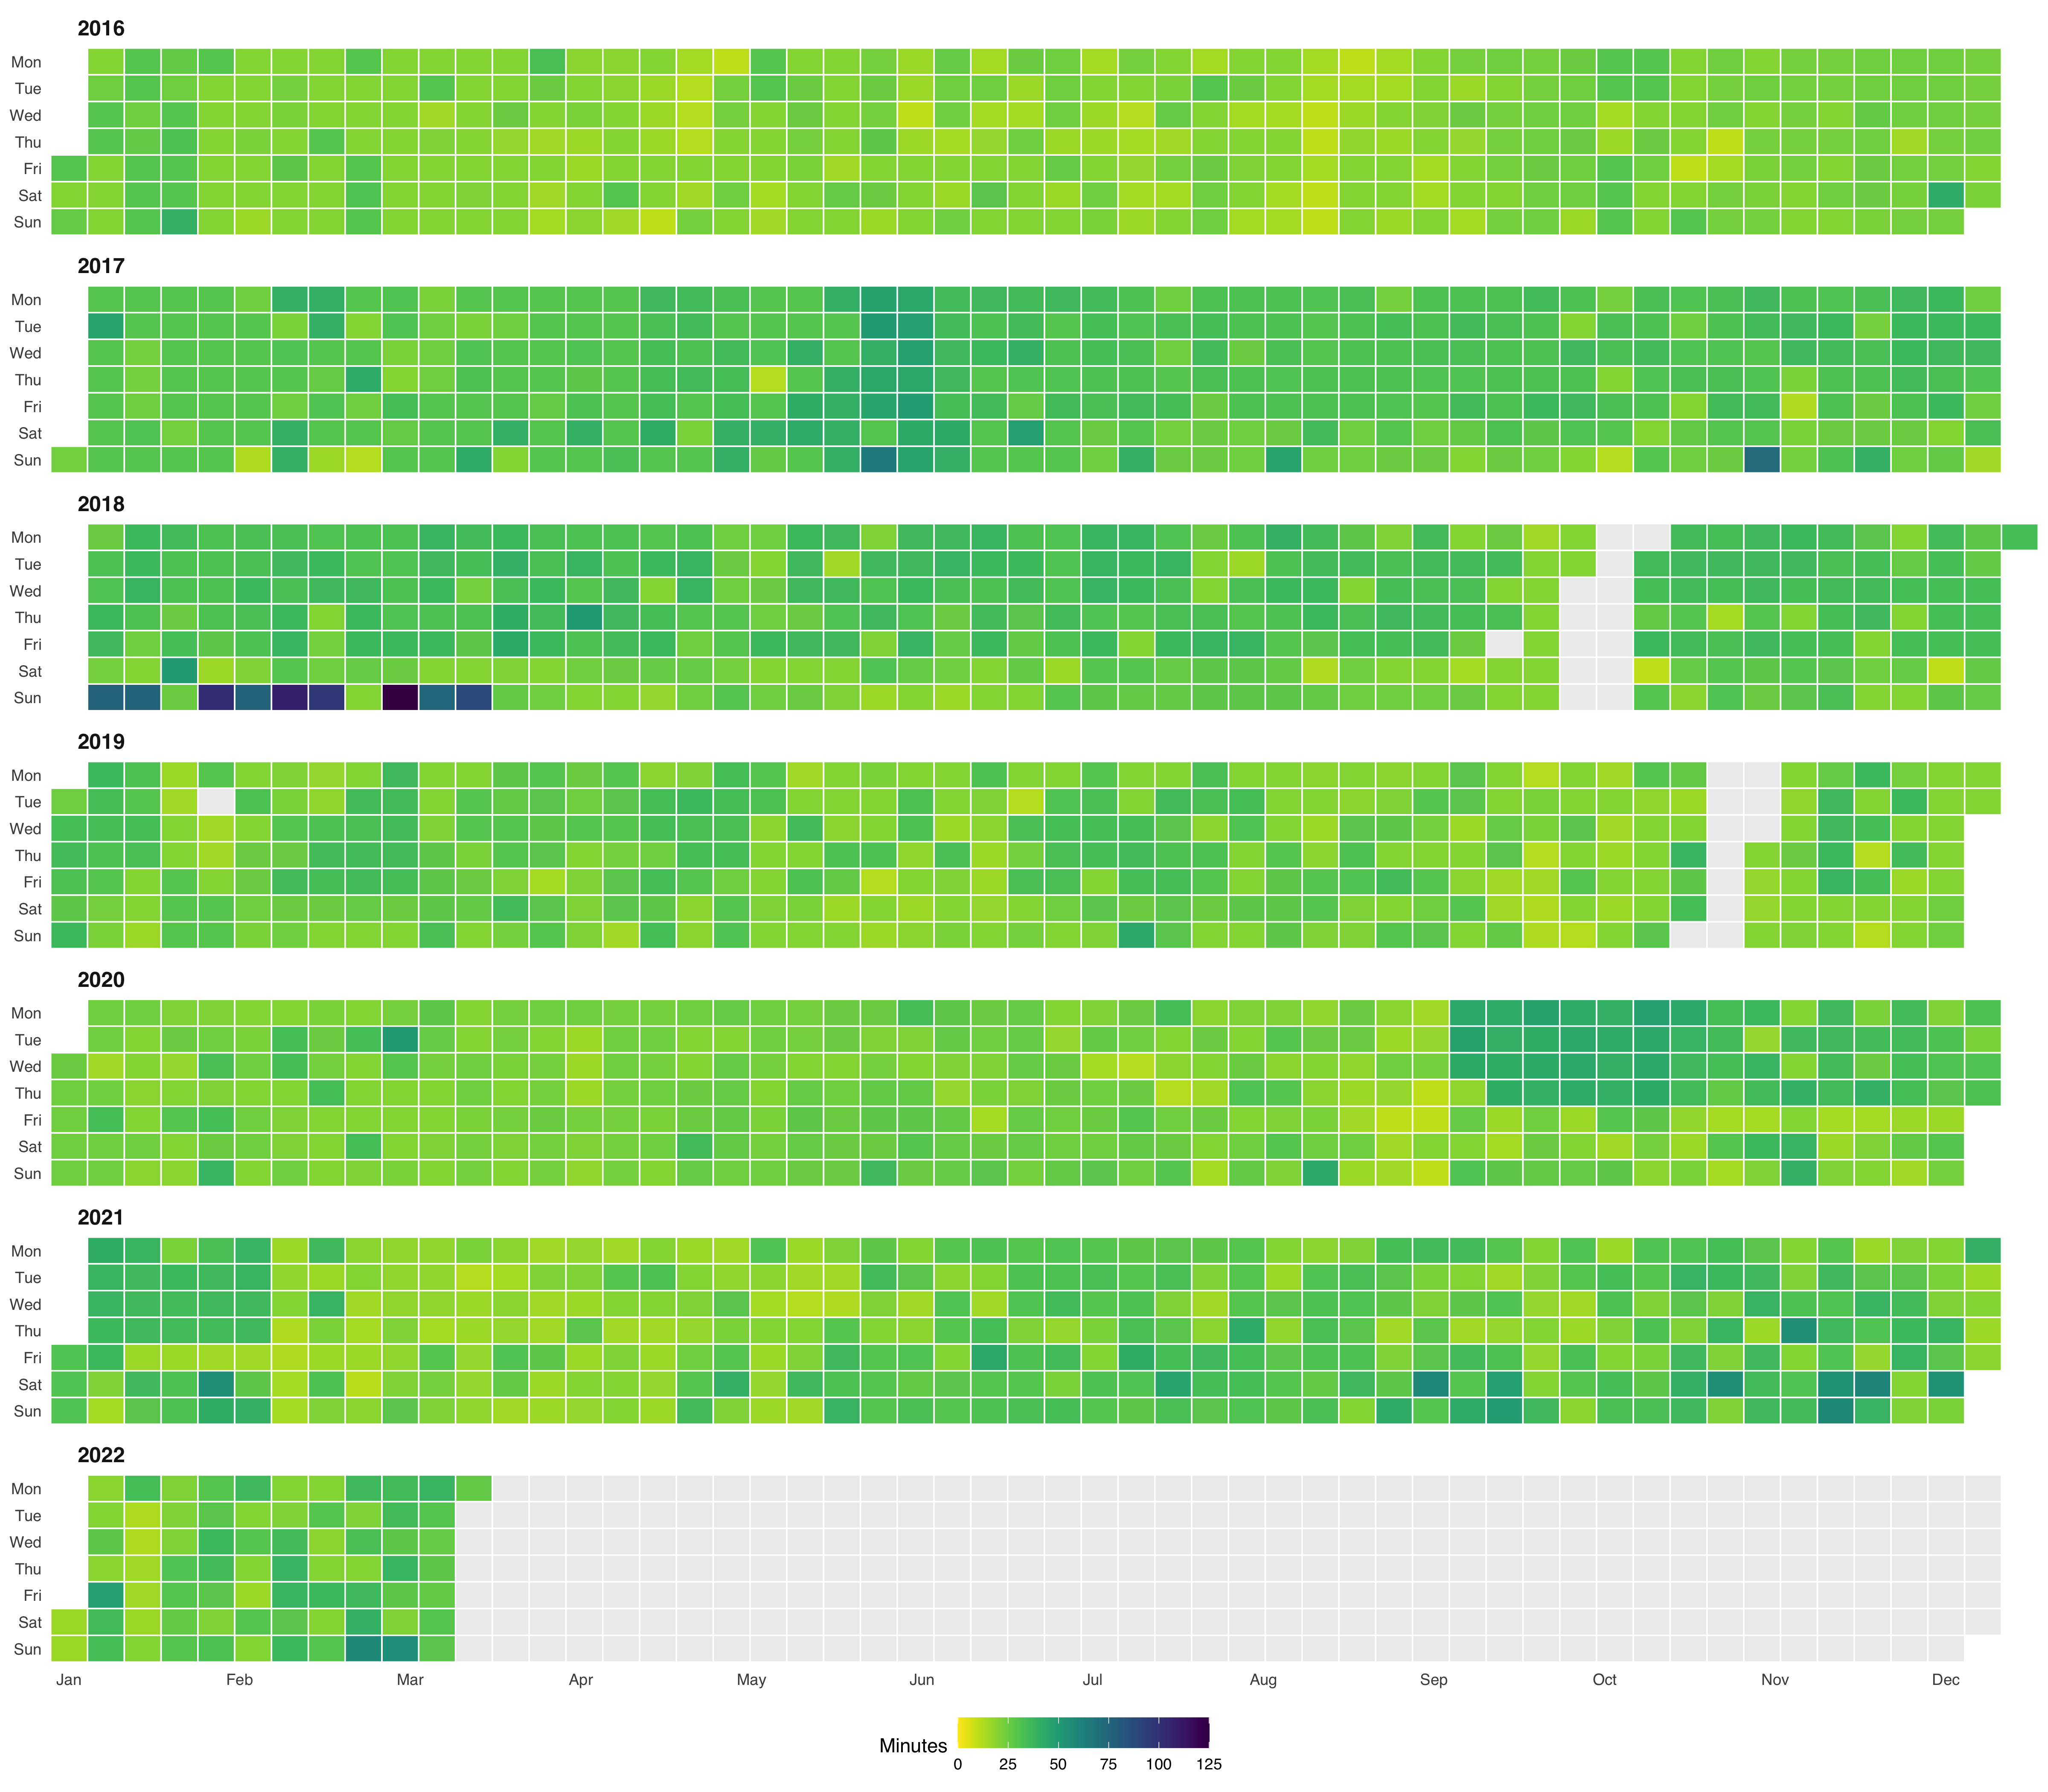 2016
Mon
Tue
Wed
Thu
Fri
Sat
Sun
2017
Mon
Tue
Wed
Thu
Fri
Sat
Sun
2018
Mon
Tue
Wed
Thu
Fri
Sat
Sun
2019
Mon
Tue
Wed
Thu
Fri
Sat
Sun
2020
Mon
Tue
Wed
Thu
Fri
Sat
Sun
2021
Mon
Tue
Wed
Thu
Fri
Sat
Sun
2022
Mon
Tue
Wed
Thu
Fri
Sat
Sun
Jan Feb Mar Apr May Jun Jul Aug Sep Oct Nov Dec
Minutes
0 25 50 75 100 125